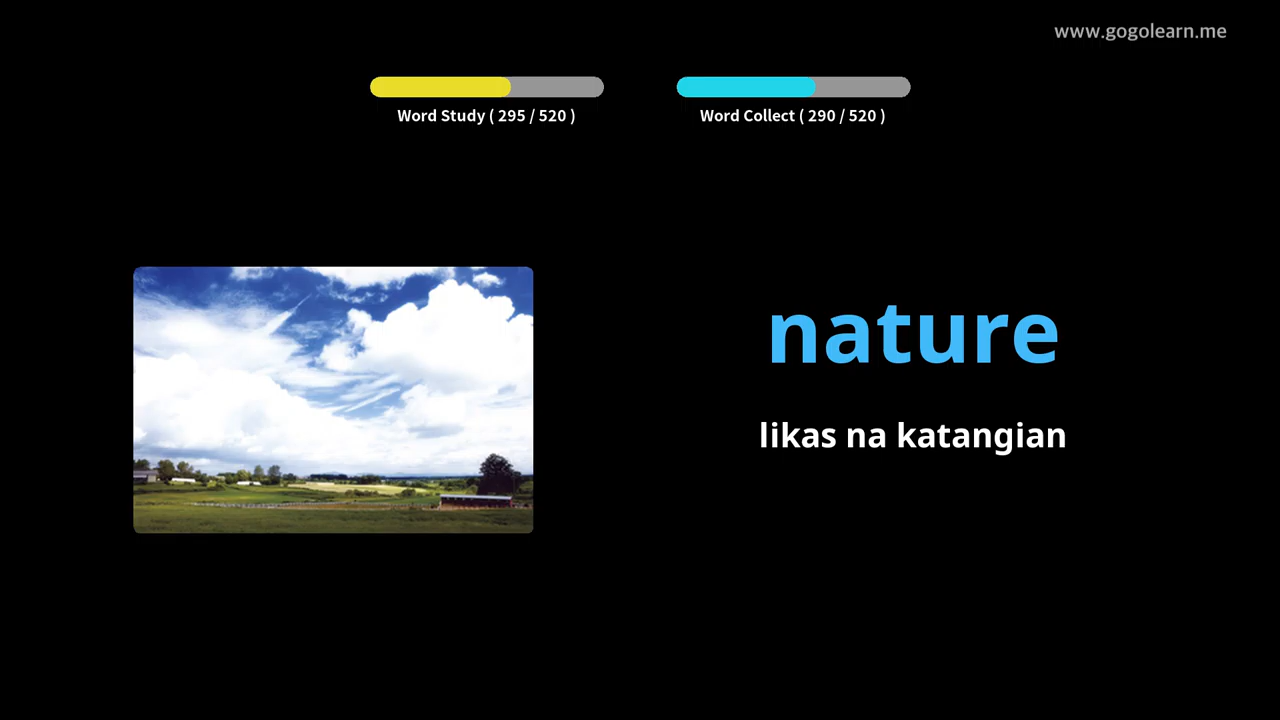 www.gogolearn.me
Word Study ( 295 / 520 )
Word Collect ( 290 / 520 )
nature
likas na katangian